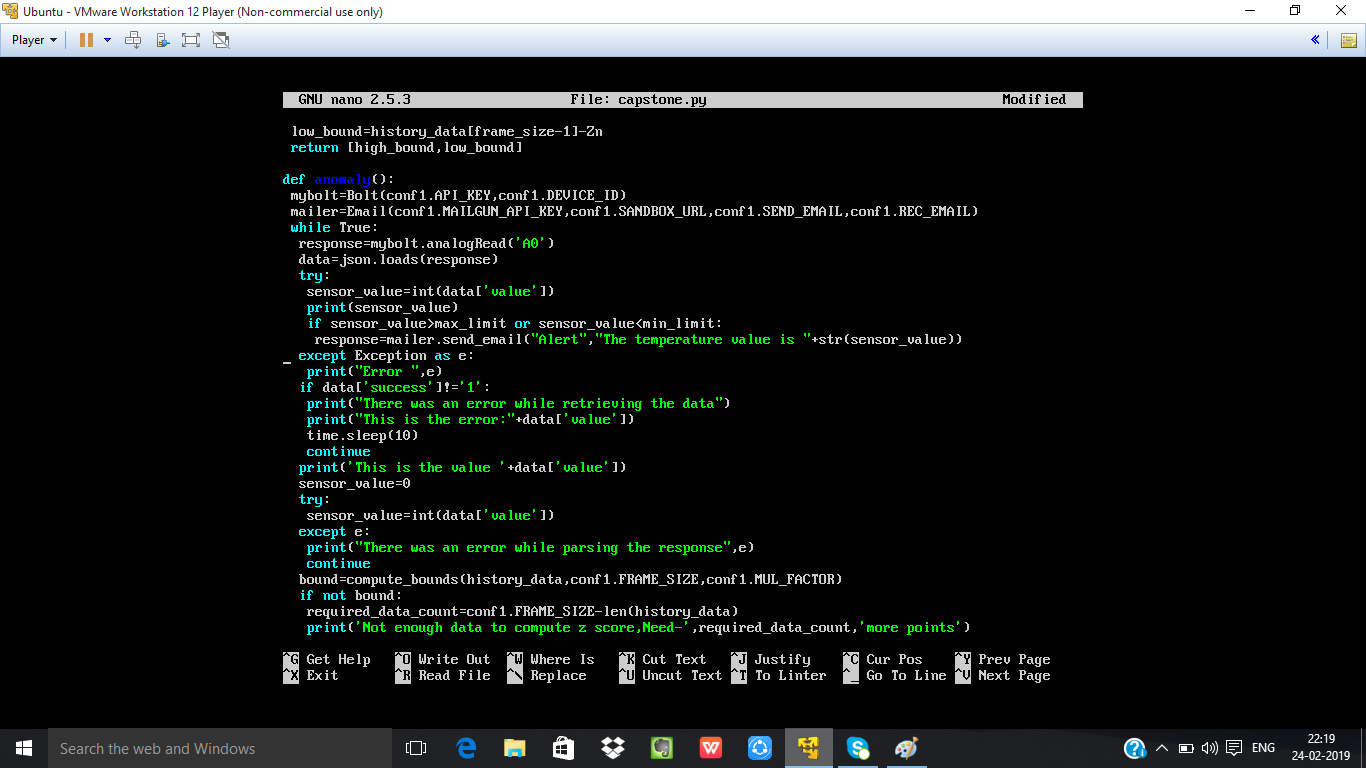 Ubuntu - VMware Workstation 12 Player (Non-commercial use only)
Player
GNU nano 2.5.3 File: capstone.py Modified
low_bound=history_data[frame_size-1]-Zn
return [high_bound,low_bound]
def anomaly():
mybolt=Bolt(conf1.API_KEY,conf1.DEVICE_ID)
mailer=Email(conf1.MAILGUN_API_KEY,conf1.SANDBOX_URL,conf1.SEND_EMAIL,conf1.REC_EMAIL)
while True:
response=mybolt.analogRead('A0')
data=json.loads(response)
try:
sensor_value=int(data['value'])
print(sensor_value)
if sensor_value>max_limit or sensor_value<min_limit:
response=mailer.send_email("Alert","The temperature value is "+str(sensor_value))
except Exception as e:
print("Error ",e)
if data['success']!='1':
print("There was an error while retrieving the data")
print("This is the error:"+data['value'])
time.sleep(10)
continue
print('This is the value '+data['value'])
sensor_value=0
try:
sensor_value=int(data['value'])
except e:
print("There was an error while parsing the response",e)
continue
bound=compute_bounds(history_data,conf1.FRAME_SIZE,conf1.MUL_FACTOR)
if not bound:
required_data_count=conf1.FRAME_SIZE-len(history_data)
print('Not enough data to compute z score,Need-',required_data_count,'more points')
^G Get Help ^O Write Out ^W Where Is ^K Cut Text ^J Justify ^C Cur Pos ^Y Prev Page
^X Exit ^R Read File ^\ Replace ^U Uncut Text ^T To Linter ^_ Go To Line ^V Next Page
Search the web and Windows
ENG
22:19
24-02-2019